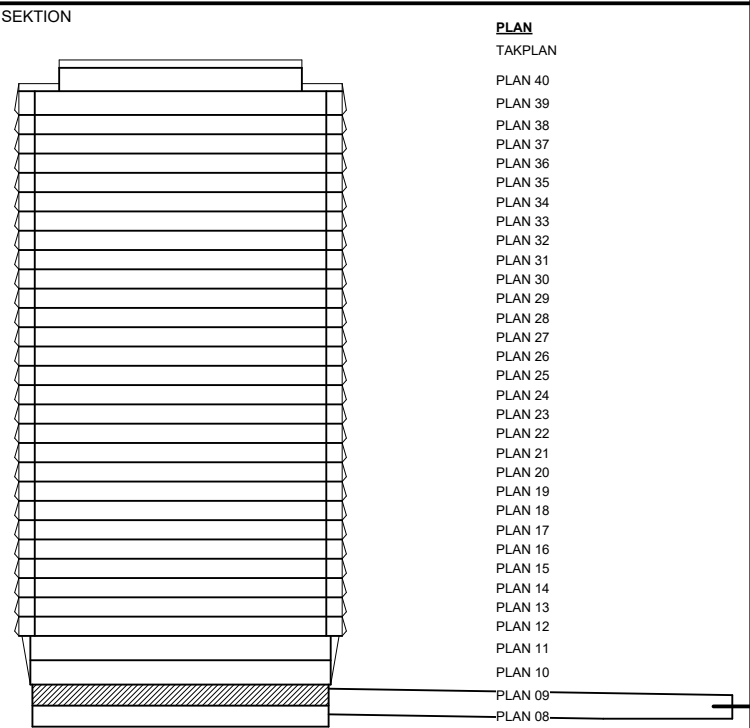 SEKTION
PLAN
TAKPLAN
PLAN 40
PLAN 39
PLAN 38
PLAN 37
PLAN 36
PLAN 35
PLAN 34
PLAN 33
PLAN 32
PLAN 31
PLAN 30
PLAN 29
PLAN 28
PLAN 27
PLAN 26
PLAN 25
PLAN 24
PLAN 23
PLAN 22
PLAN 21
PLAN 20
PLAN 19
PLAN 18
PLAN 17
PLAN 16
PLAN 15
PLAN 14
PLAN 13
PLAN 12
PLAN 11
PLAN 10
PLAN 09
PLAN 08